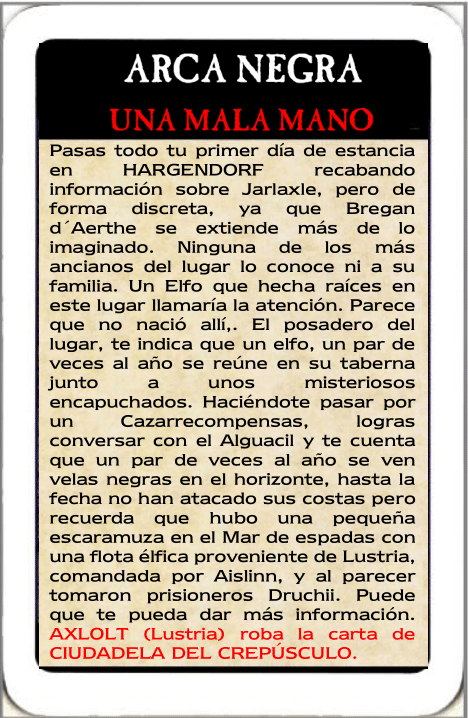 ARCA NEGRA
UNA MALA MANO
Pasas todo tu primer día de estancia
en HARGENDORF recabando
información sobre Jarlaxle, pero de
forma discreta, ya que Bregan
d´Aerthe se extiende más de lo
imaginado. Ninguna de los más
ancianos del lugar lo conoce ni a su
familia. Un Elfo que hecha raíces en
este lugar llamaría la atención. Parece
que no nació allí,. El posadero del
lugar, te indica que un elfo, un par de
veces al año se reúne en su taberna
junto a unos misteriosos
encapuchados. Haciéndote pasar por
un Cazarrecompensas, logras
conversar con el Alguacil y te cuenta
que un par de veces al año se ven
velas negras en el horizonte, hasta la
fecha no han atacado sus costas pero
recuerda que hubo una pequeña
escaramuza en el Mar de espadas con
una flota élfica proveniente de Lustria,
comandada por Aislinn, y al parecer
tomaron prisioneros Druchii. Puede
que te pueda dar más información.
AXLOLT (Lustria) roba la carta de
CIUDADELA DEL CREPÚSCULO.